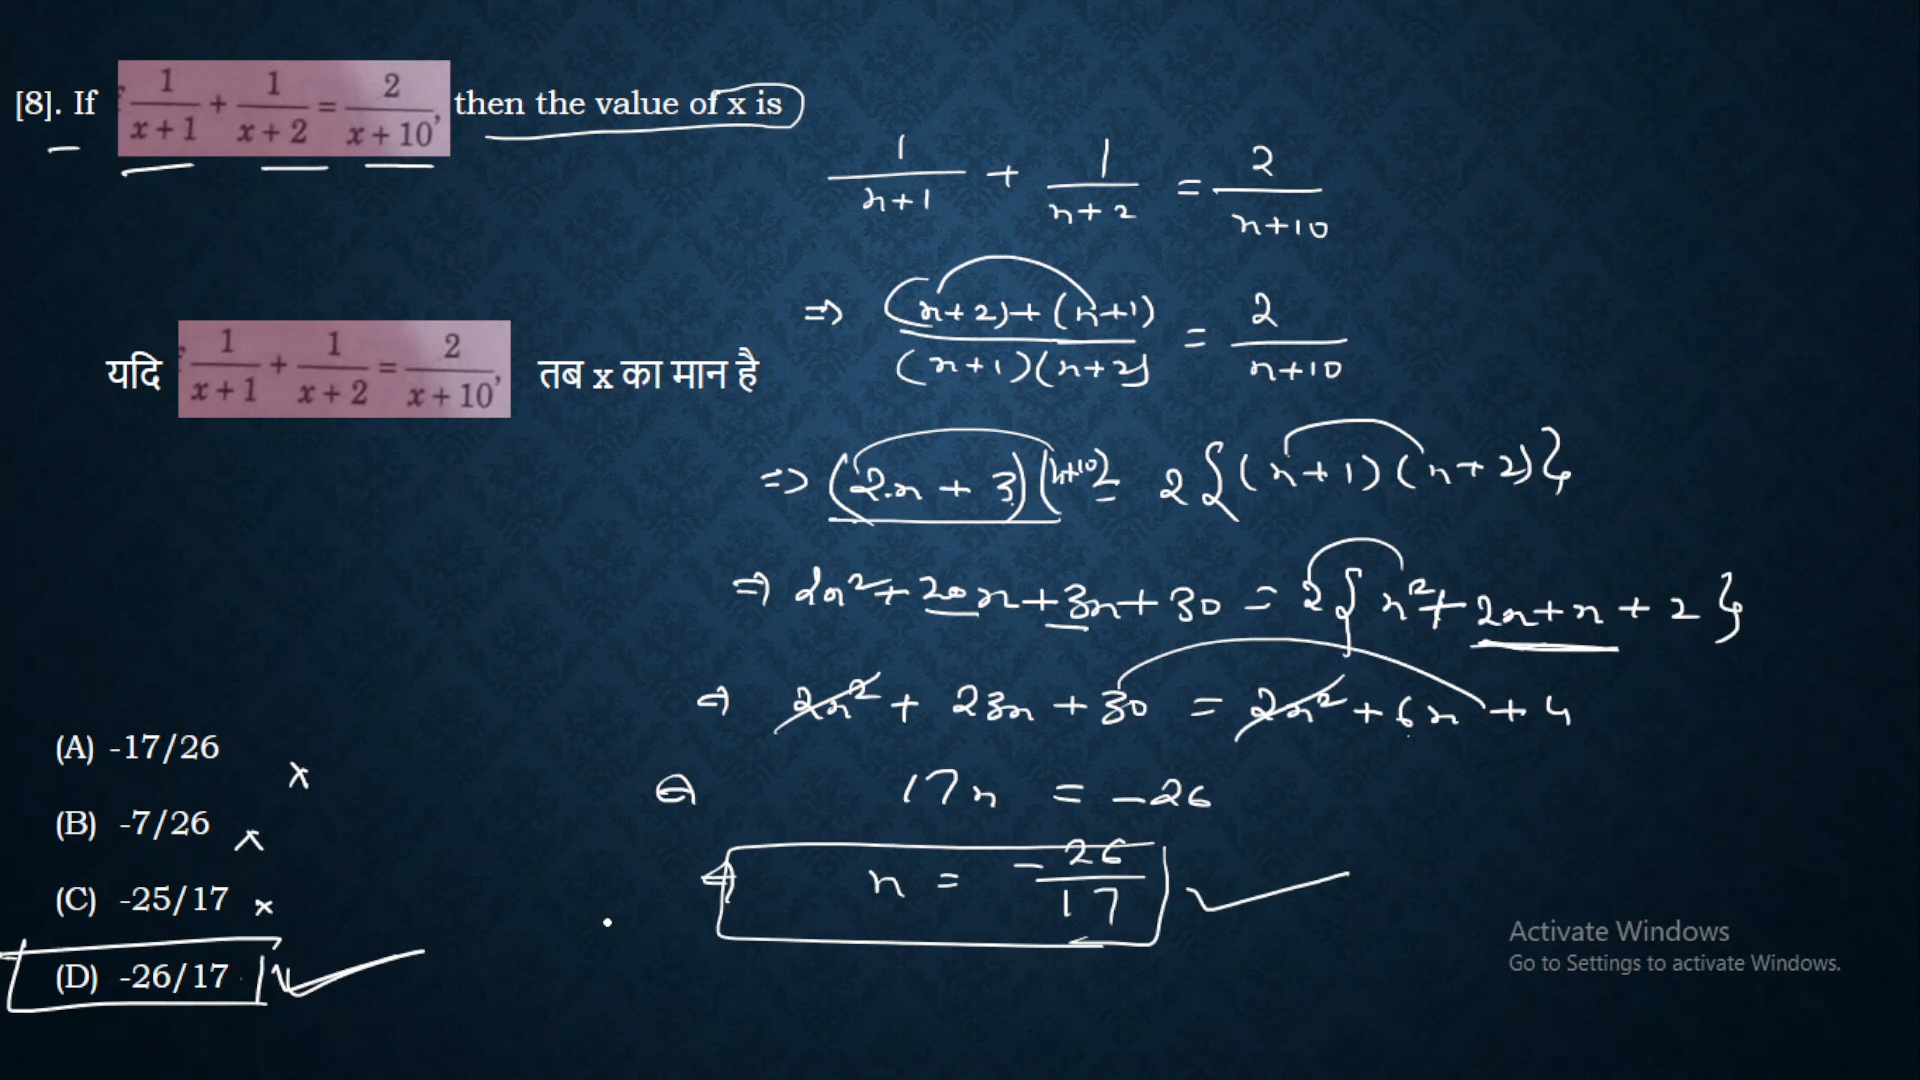 [8]. If 1/(x+1) + 1/(x+2) = 2/(x+10), then the value of x is
यदि 1/(x+1) + 1/(x+2) = 2/(x+10), तब x का मान है
(A) -17/26
(B) -7/26
(C) -25/17
(D) -26/17
1/(x+1) + 1/(x+2) = 2/(x+10)
⇒ ((x+2)+(x+1))/((x+1)(x+2)) = 2/(x+10)
⇒ (2x+3)(x+10) = 2{(x+1)(x+2)}
⇒ 2x²+20x+3x+30 = 2{x²+2x+x+2}
⇒ 2x²+23x+30 = 2x²+6x+4
⇒ 17x = -26
⇒ x = -26/17
Activate Windows
Go to Settings to activate Windows.